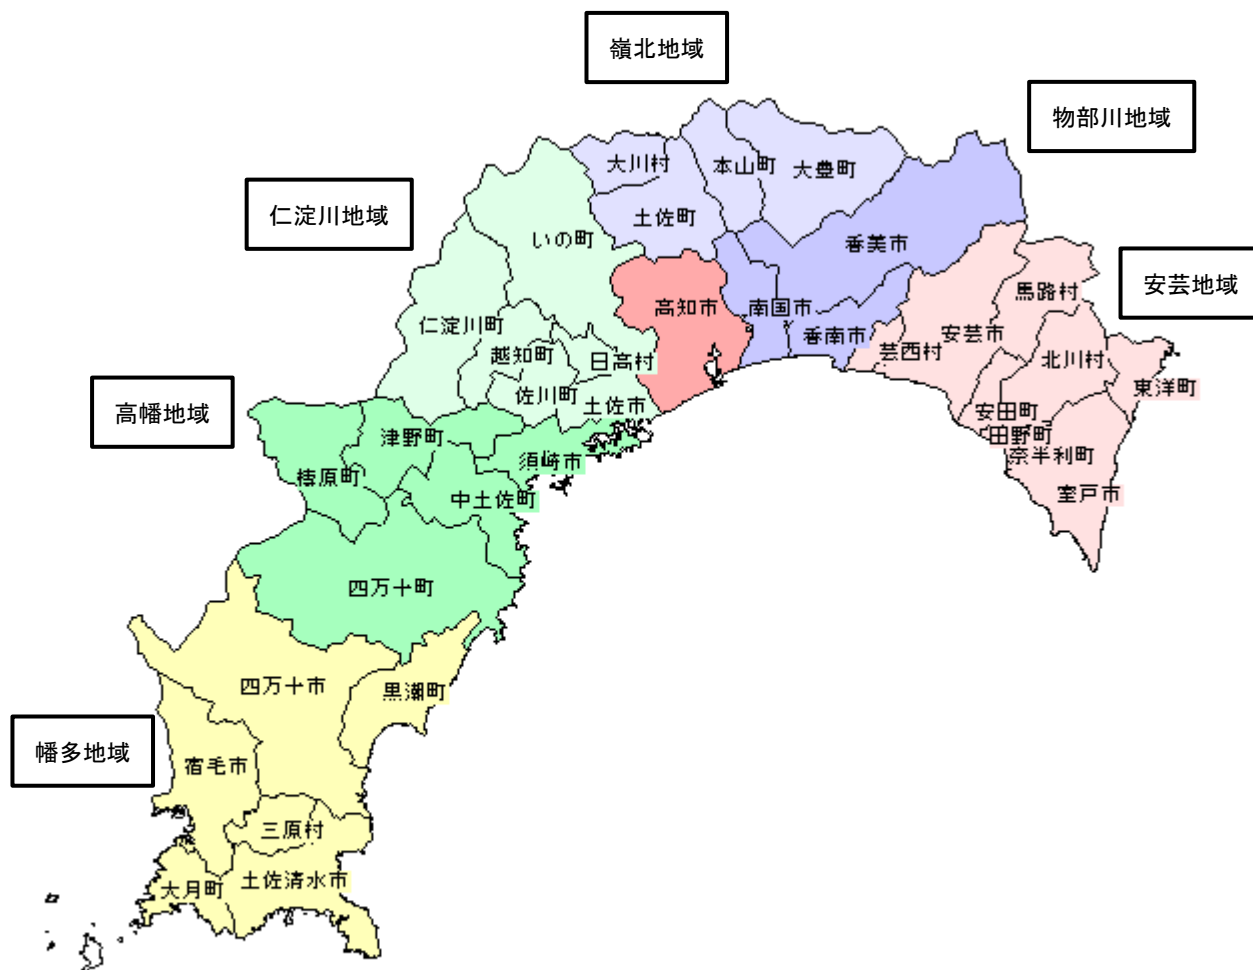 嶺北地域
物部川地域
大川村
本山町
大豊町
仁淀川地域
土佐町
いの町
香美市
安芸地域
馬路村
高知市
南国市
仁淀川町
香南市
安芸市
越知町
芸西村
日高村
北川村
東洋町
佐川町
土佐市
高幡地域
安田町
津野町
田野町
須崎市
奈半利町
梼原町
中土佐町
室戸市
四万十町
四万十市
黒潮町
幡多地域
宿毛市
三原村
土佐清水市
大月町